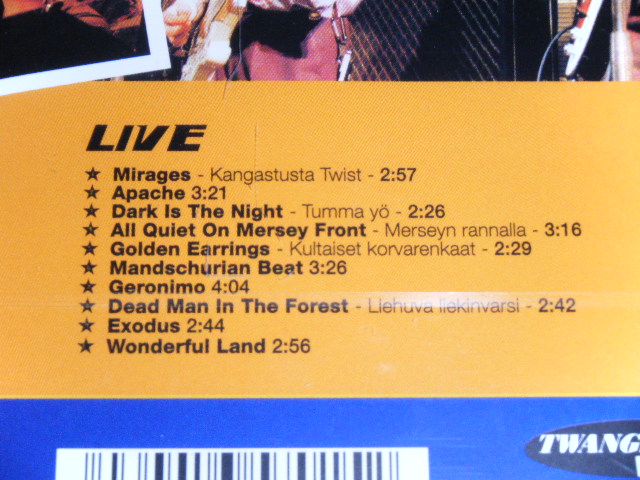 LIVE
★ Mirages - Kangastusta Twist - 2:57
★ Apache 3:21
★ Dark Is The Night - Tumma yö - 2:26
★ All Quiet On Mersey Front - Merseyn rannalla - 3:16
★ Golden Earrings - Kultaiset korvarenkaat - 2:29
★ Mandschurian Beat 3:26
★ Geronimo 4:04
★ Dead Man In The Forest - Liehuva liekinvarsi - 2:42
★ Exodus 2:44
★ Wonderful Land 2:56
TWANG